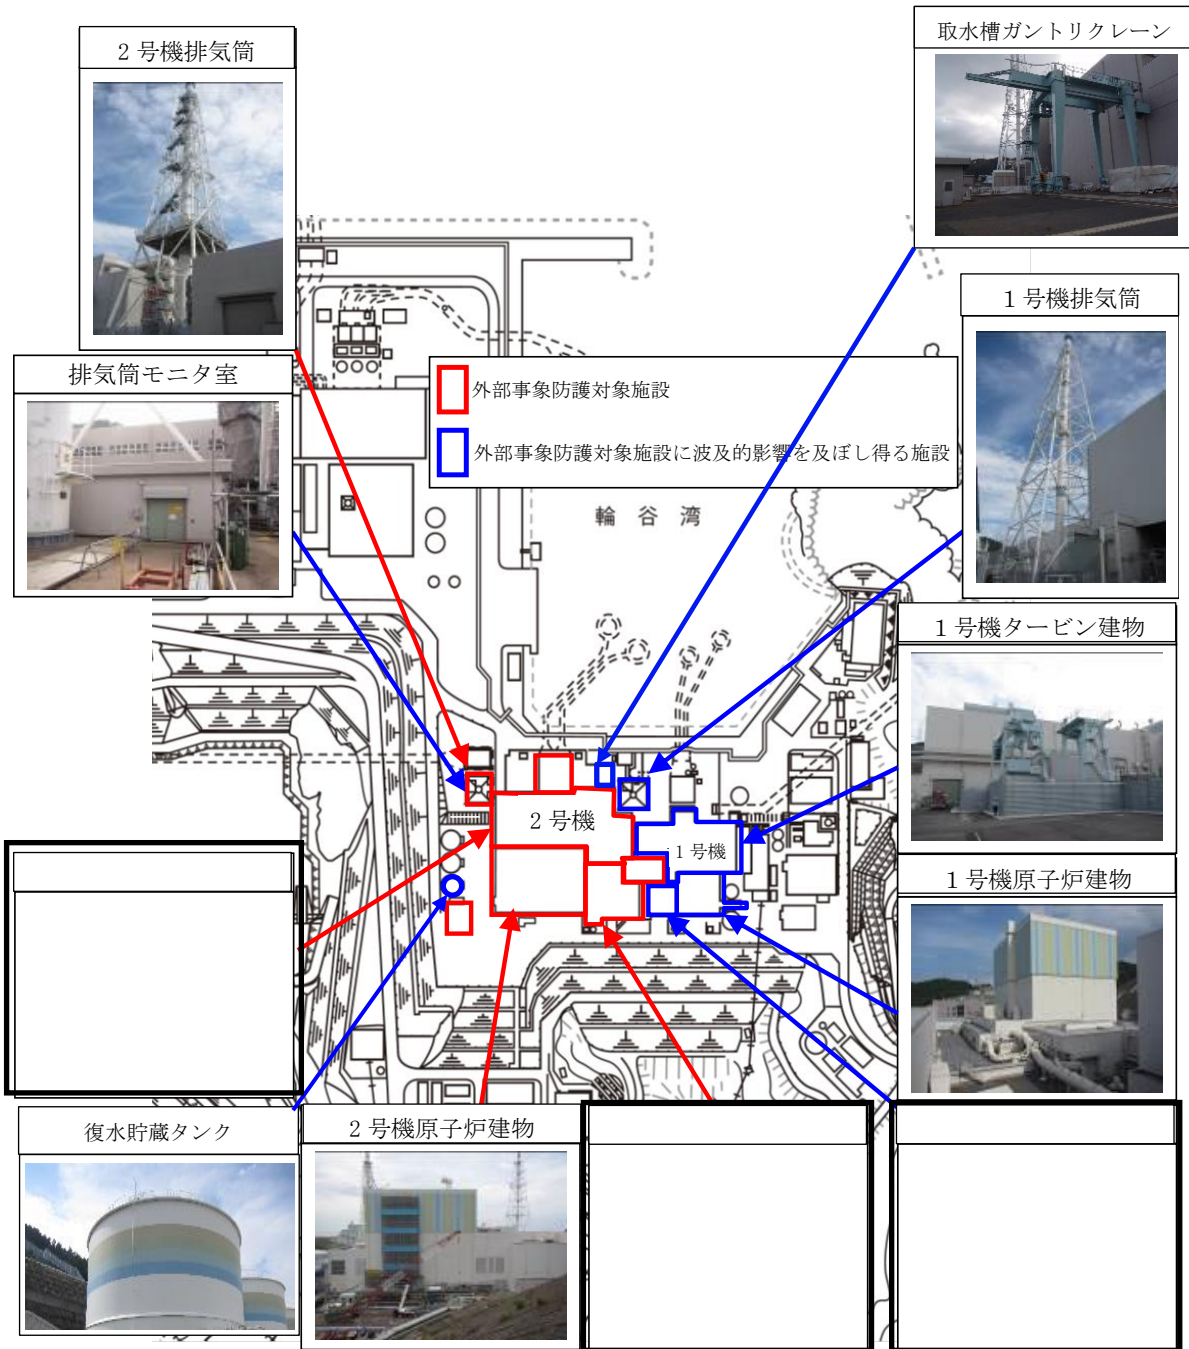 ２号機排気筒
取水槽ガントリクレーン
１号機排気筒
排気筒モニタ室
外部事象防護対象施設
外部事象防護対象施設に波及的影響を及ぼし得る施設
輪谷湾
１号機タービン建物
２号機
１号機
１号機原子炉建物
復水貯蔵タンク
２号機原子炉建物